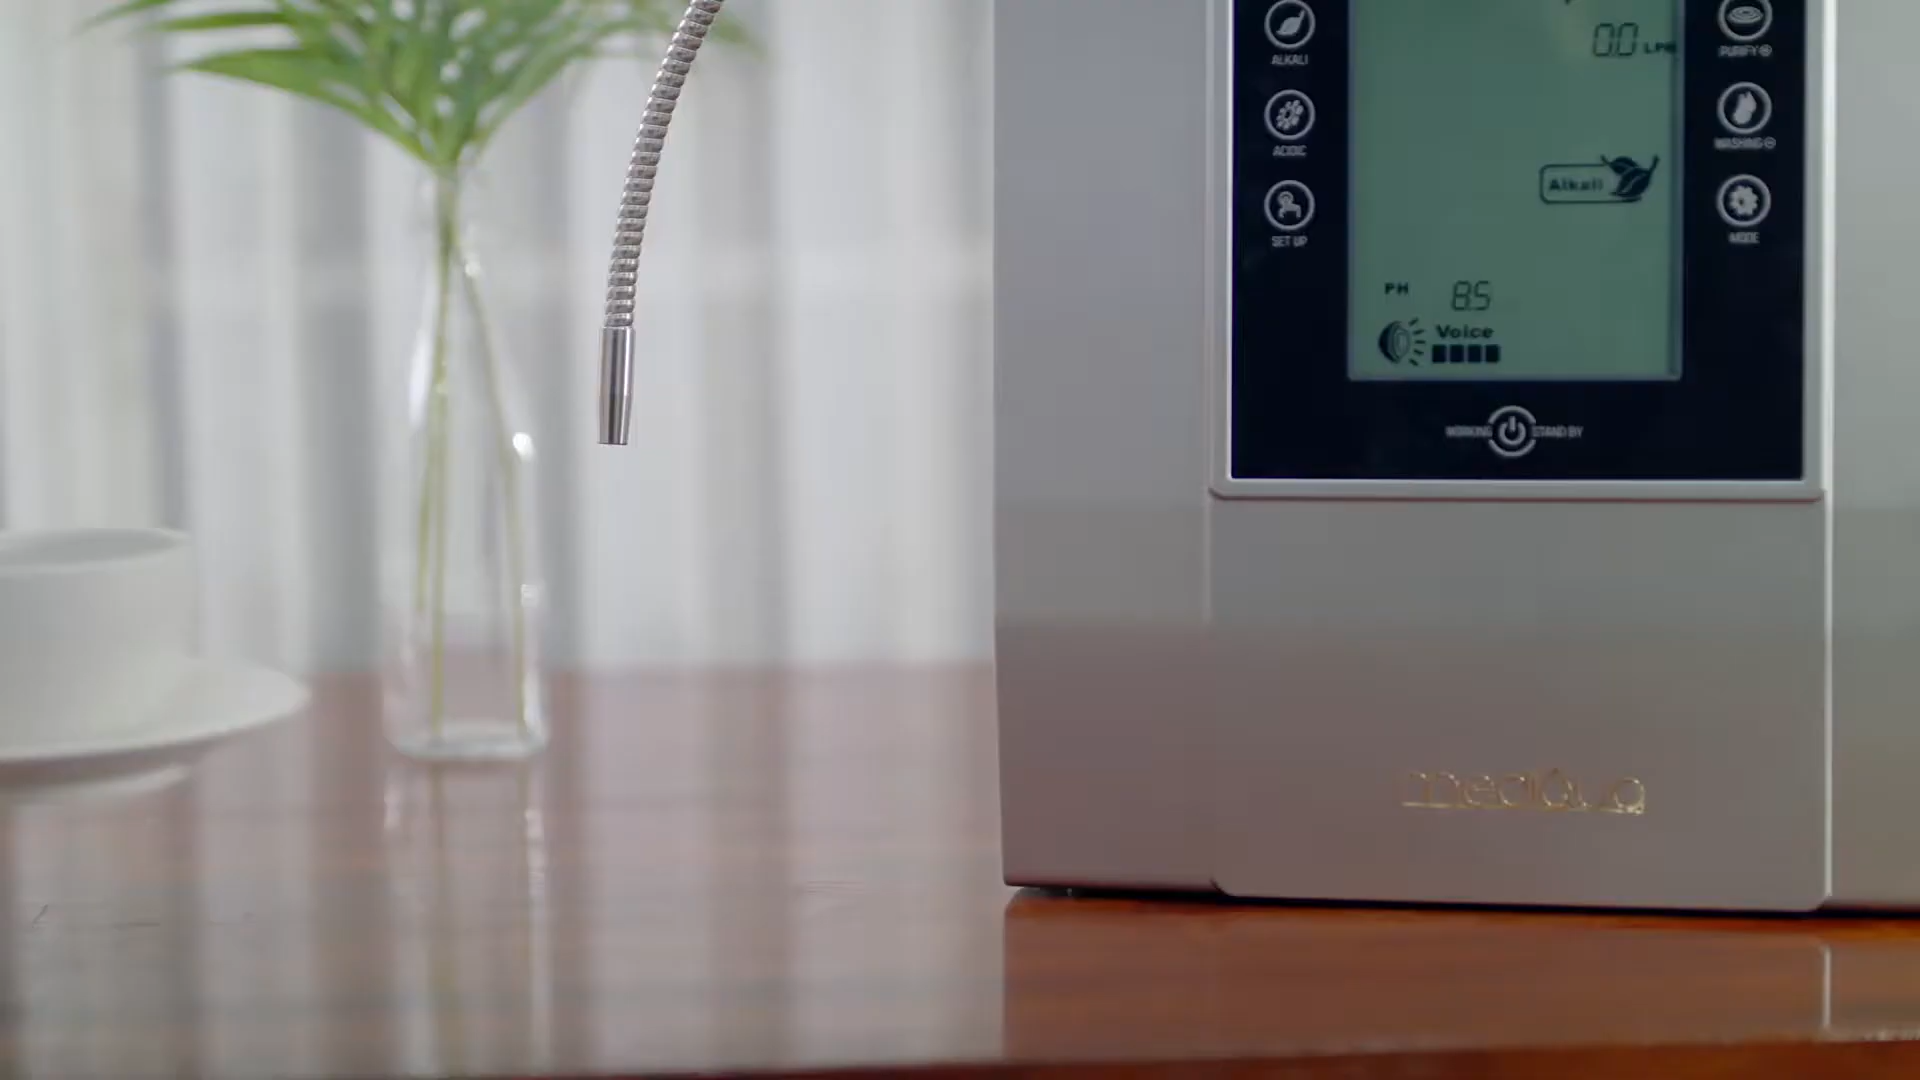 ALKALI
ACIDIC
SET UP
0.0 LPM
Alkali
PH 8.5
Voice
PURIFY
WASHING
MODE
WORKING STAND BY
mediQua